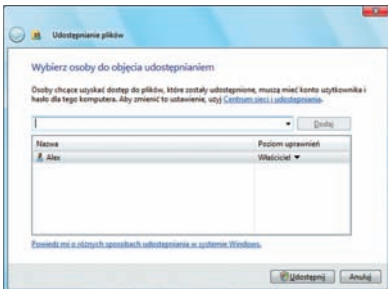 Udostępnianie plików
Wybierz osoby do objęcia udostępnianiem
Osoby chcące uzyskać dostęp do plików, które zostały udostępnione, muszą mieć konto użytkownika i
hasło dla tego komputera. Aby zmienić to ustawienie, użyj Centrum sieci i udostępniania.
Dodaj
Nazwa Poziom uprawnień
Alex Właściciel
Powiedz mi o różnych sposobach udostępniania w systemie Windows.
Udostępnij Anuluj